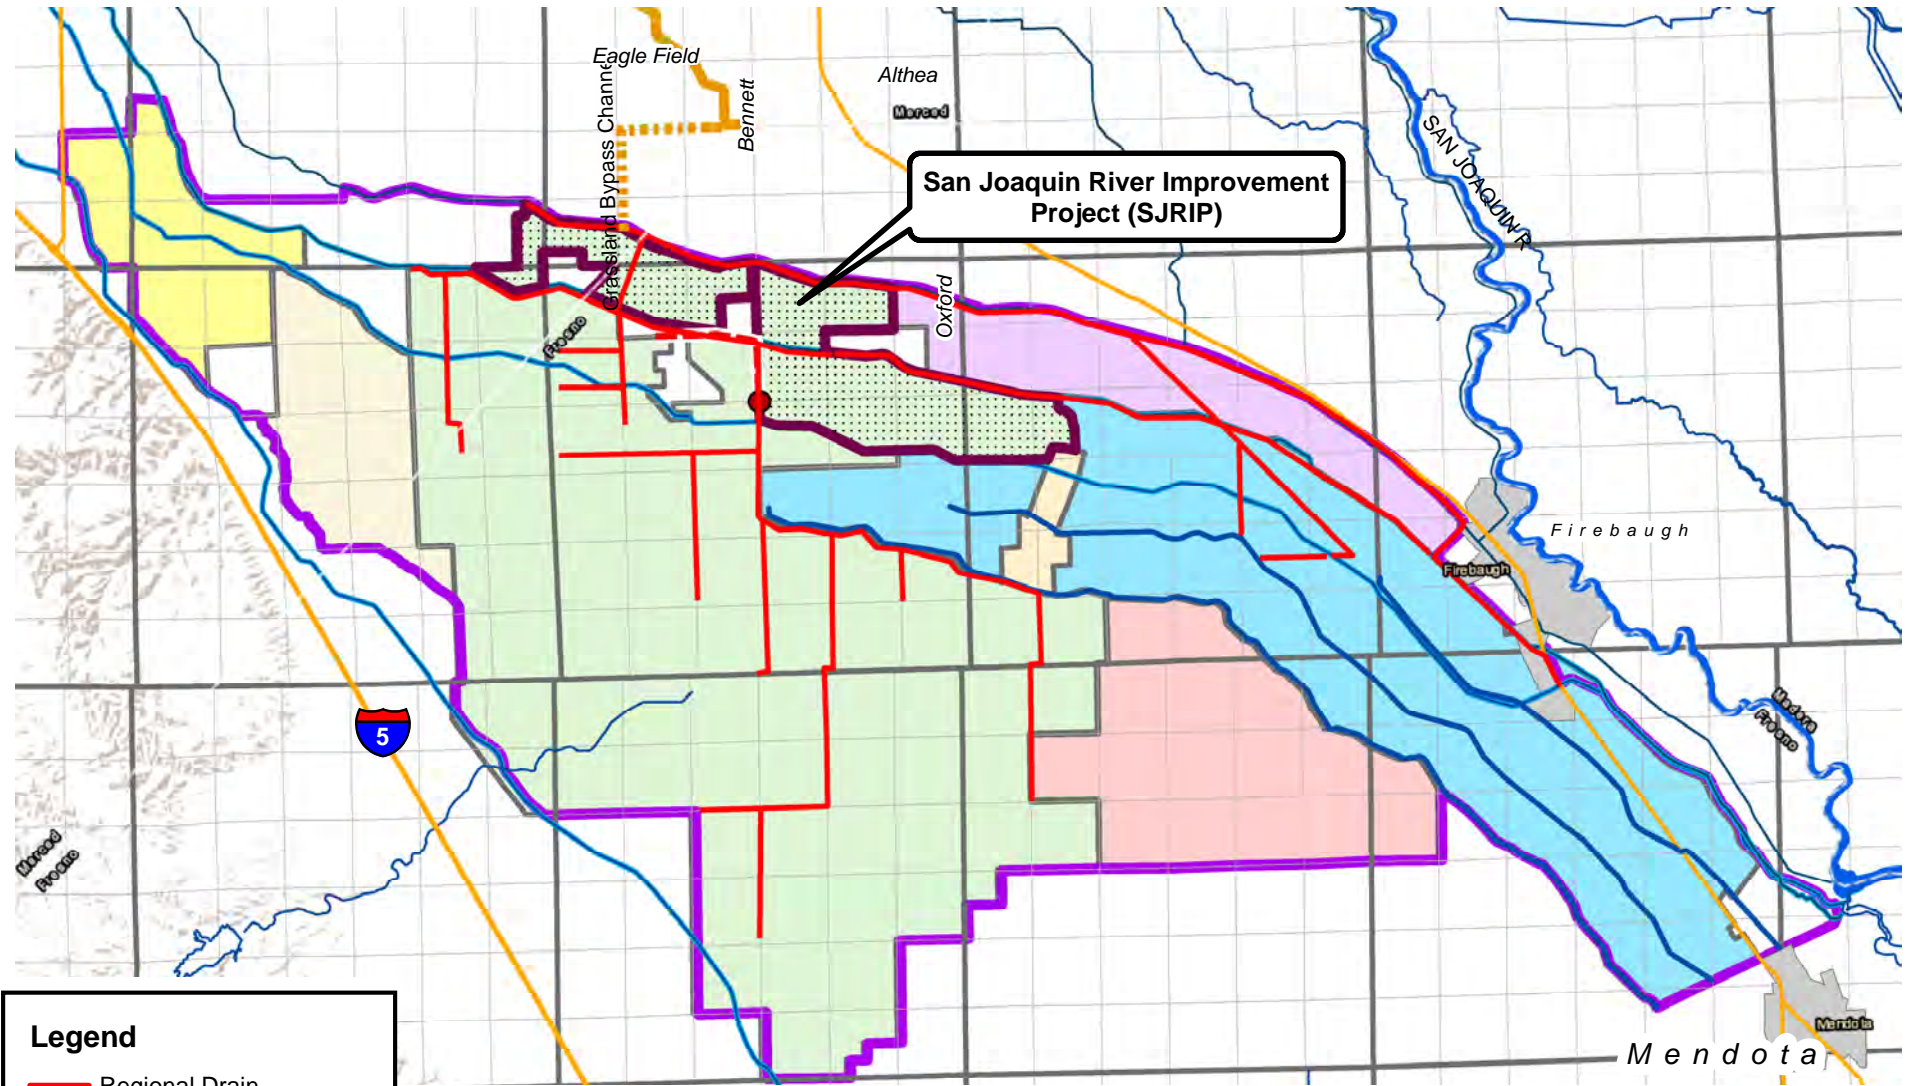 Eagle Field
Althea
Merced
Bennett
Grassland Bypass Channel
SAN JOAQUIN R
San Joaquin River Improvement
Project (SJRIP)
Oxford
Fresno
Firebaugh
Firebaugh
5
Madera
Fresno
Merced
Fresno
Mendota
Mendota
Legend
Regional Drain